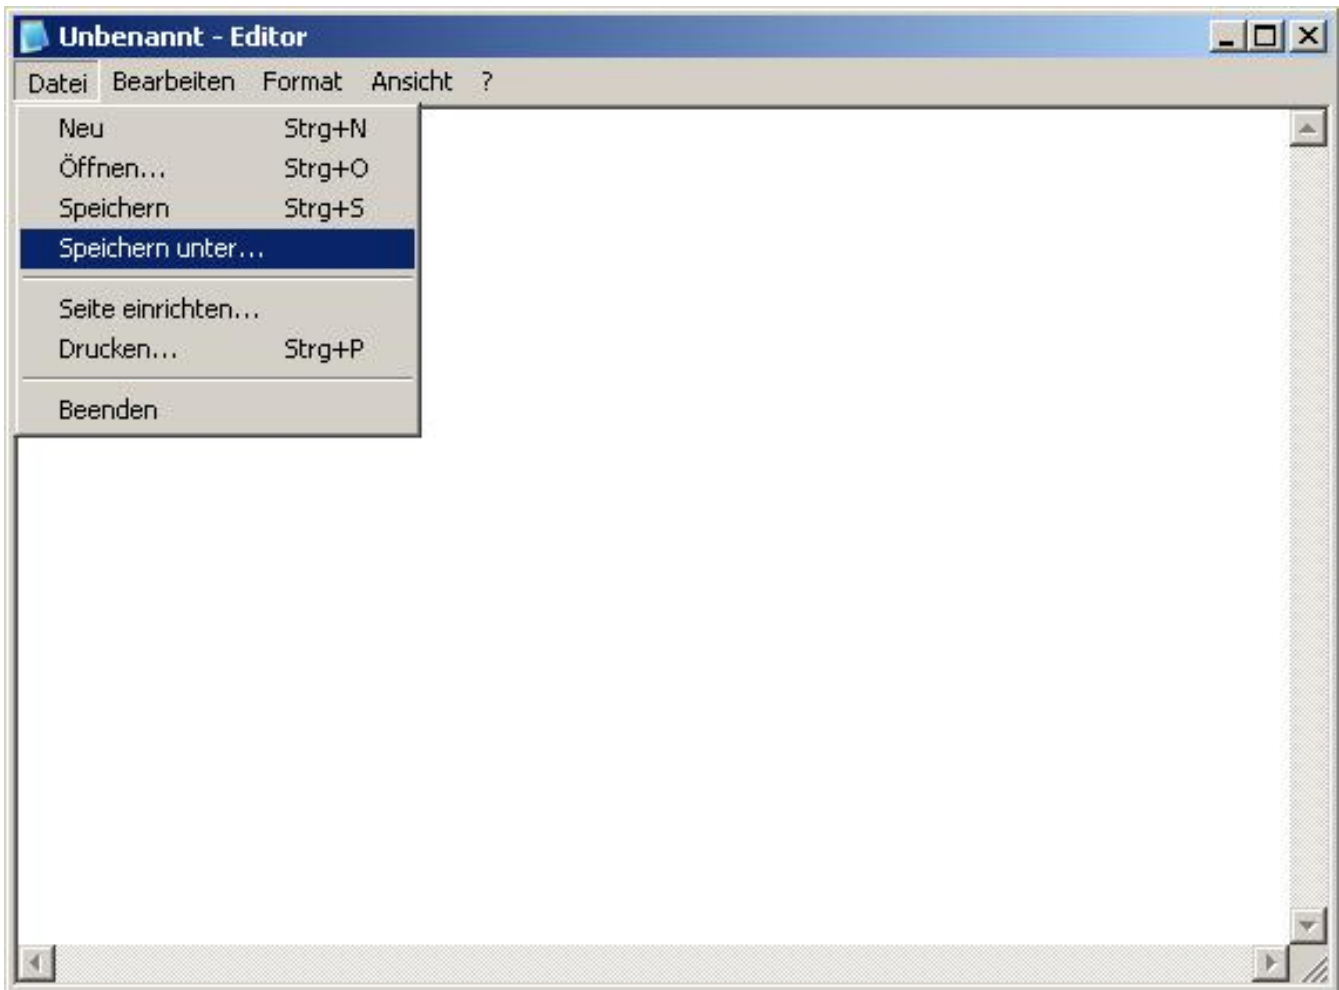 Unbenannt - Editor
Datei Bearbeiten Format Ansicht ?
Neu Strg+N
Öffnen... Strg+O
Speichern Strg+S
Speichern unter...
Seite einrichten...
Drucken... Strg+P
Beenden